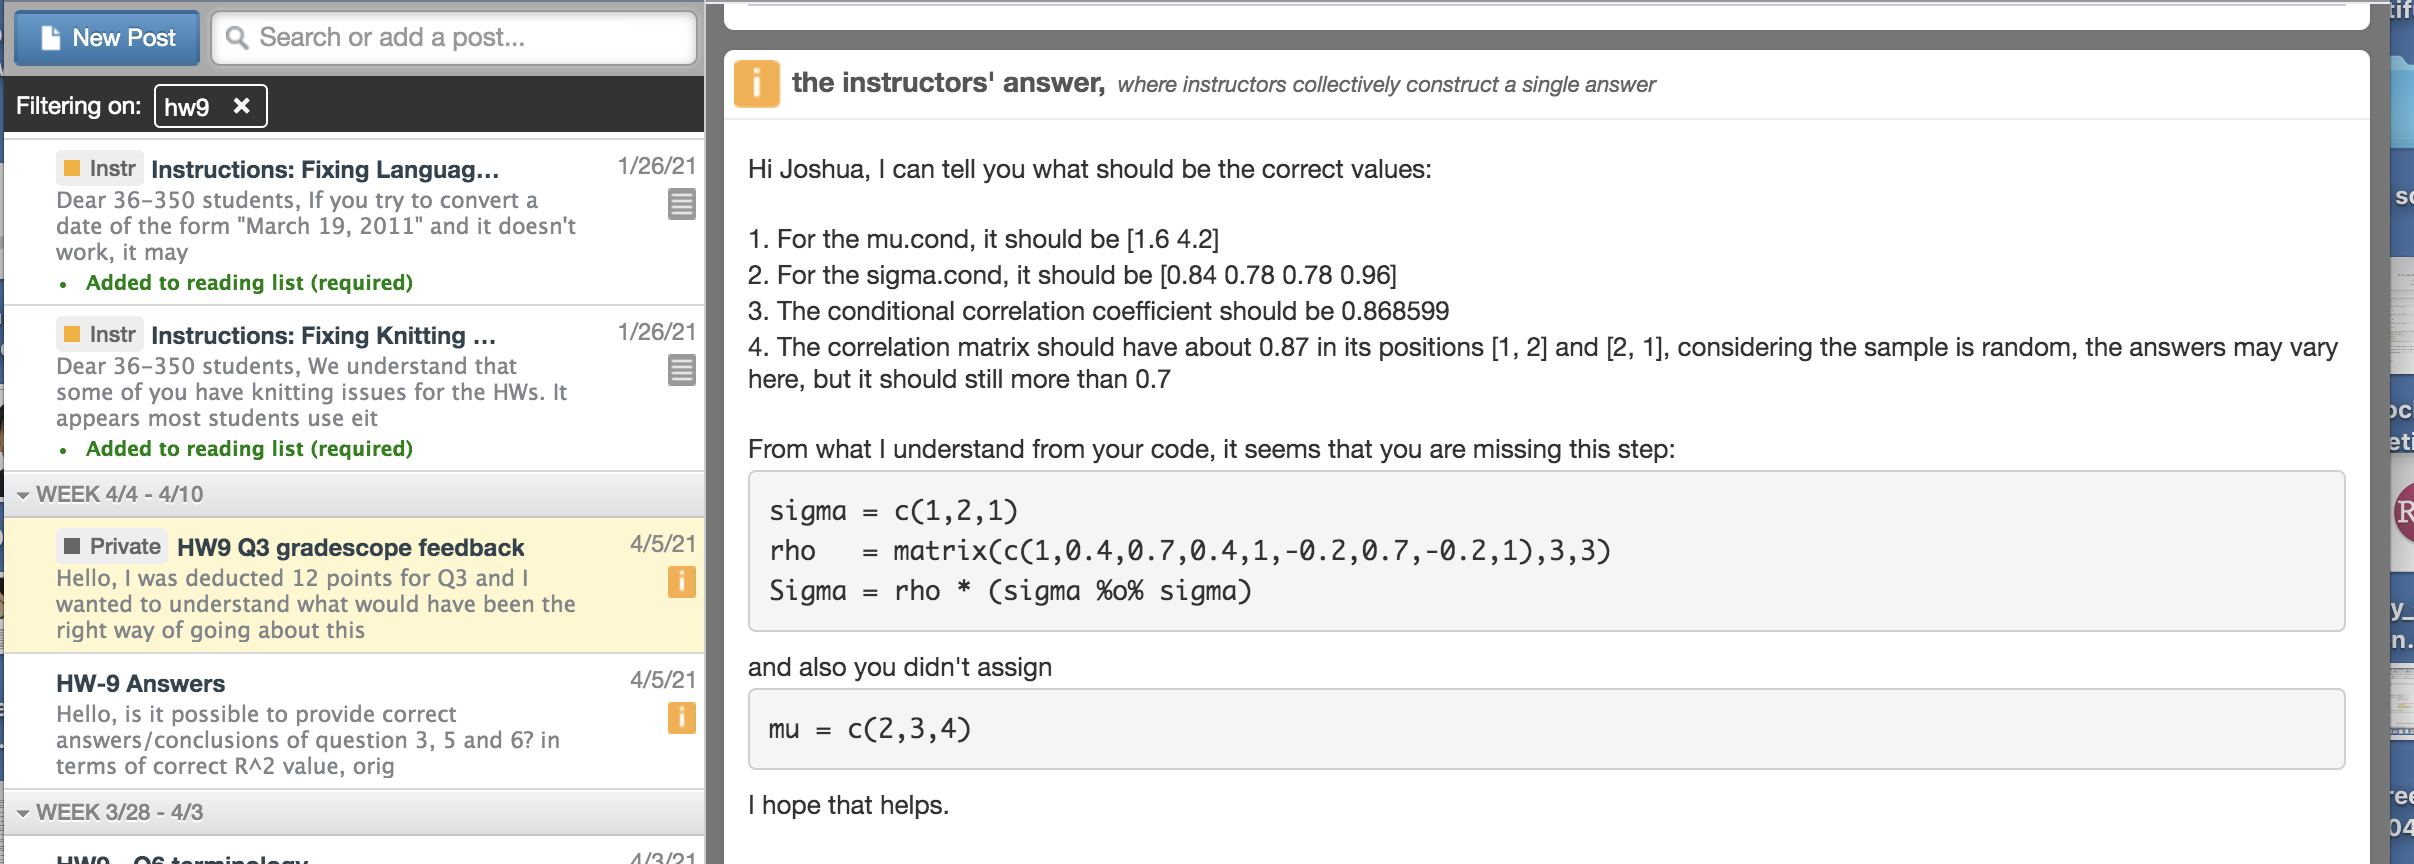 New Post
Search or add a post...
Filtering on: hw9 ×
Instr Instructions: Fixing Languag... 1/26/21
Dear 36-350 students, If you try to convert a
date of the form "March 19, 2011" and it doesn't
work, it may
• Added to reading list (required)
Instr Instructions: Fixing Knitting ... 1/26/21
Dear 36-350 students, We understand that
some of you have knitting issues for the HWs. It
appears most students use eit
• Added to reading list (required)
WEEK 4/4 - 4/10
Private HW9 Q3 gradescope feedback 4/5/21
Hello, I was deducted 12 points for Q3 and I
wanted to understand what would have been the
right way of going about this
HW-9 Answers 4/5/21
Hello, is it possible to provide correct
answers/conclusions of question 3, 5 and 6? in
terms of correct R^2 value, orig
WEEK 3/28 - 4/3
HW9 - Q6 terminology 4/3/21
i the instructors' answer, where instructors collectively construct a single answer
Hi Joshua, I can tell you what should be the correct values:
1. For the mu.cond, it should be [1.6 4.2]
2. For the sigma.cond, it should be [0.84 0.78 0.78 0.96]
3. The conditional correlation coefficient should be 0.868599
4. The correlation matrix should have about 0.87 in its positions [1, 2] and [2, 1], considering the sample is random, the answers may vary
here, but it should still more than 0.7
From what I understand from your code, it seems that you are missing this step:
sigma = c(1,2,1)
rho   = matrix(c(1,0.4,0.7,0.4,1,-0.2,0.7,-0.2,1),3,3)
Sigma = rho * (sigma %o% sigma)
and also you didn't assign
mu = c(2,3,4)
I hope that helps.